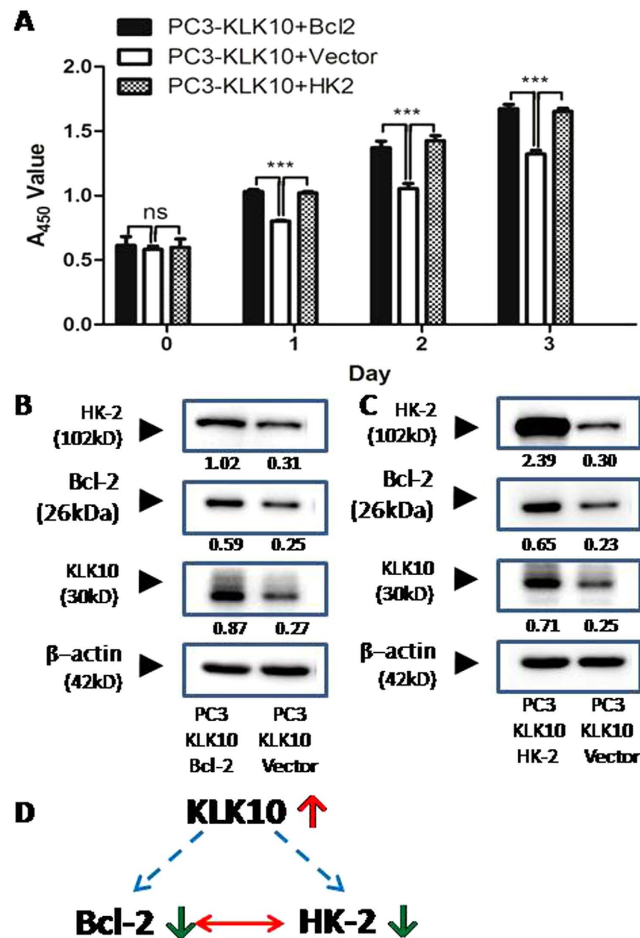 A
PC3-KLK10+Bcl2
PC3-KLK10+Vector
PC3-KLK10+HK2
A450 Value
2.0
1.5
1.0
0.5
0.0
ns
***
***
***
0
1
2
3
Day
B
HK-2
(102kD)
1.02 0.31
Bcl-2
(26kDa)
0.59 0.25
KLK10
(30kD)
0.87 0.27
β-actin
(42kD)
PC3 PC3
KLK10 KLK10
Bcl-2 Vector
C
HK-2
(102kD)
2.39 0.30
Bcl-2
(26kDa)
0.65 0.23
KLK10
(30kD)
0.71 0.25
β-actin
(42kD)
PC3 PC3
KLK10 KLK10
HK-2 Vector
D
KLK10 ↑
Bcl-2 ↓ ↔ HK-2 ↓